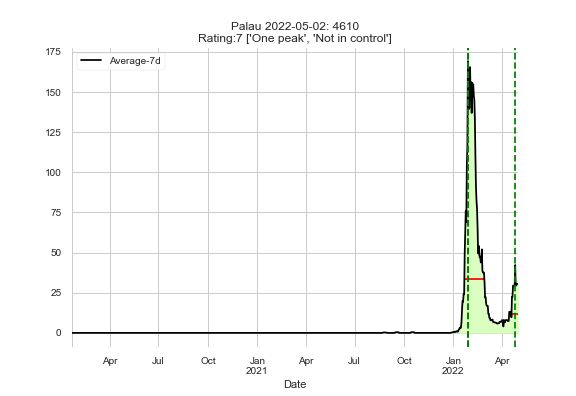 Palau 2022-05-02: 4610
Rating:7 ['One peak', 'Not in control']
Average-7d
175
150
125
100
75
50
25
0
Apr Jul Oct Jan Apr Jul Oct Jan Apr
2021 2022
Date